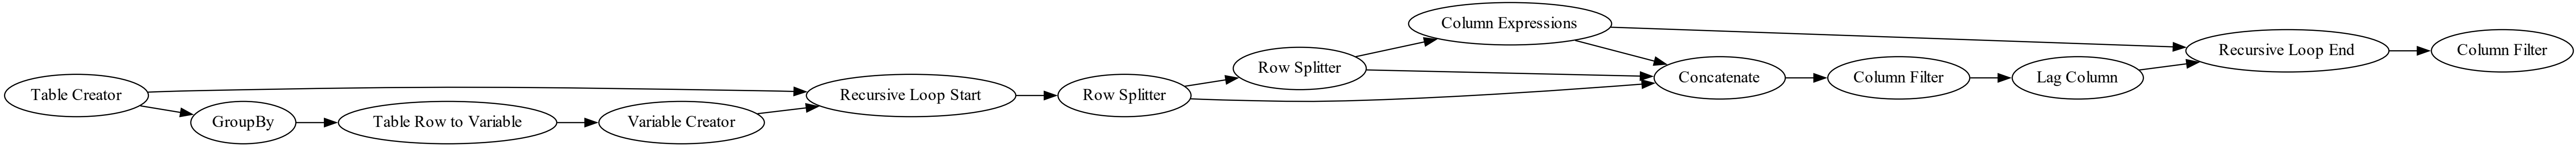 Table Creator
GroupBy
Table Row to Variable
Variable Creator
Recursive Loop Start
Row Splitter
Row Splitter
Column Expressions
Concatenate
Column Filter
Lag Column
Recursive Loop End
Column Filter